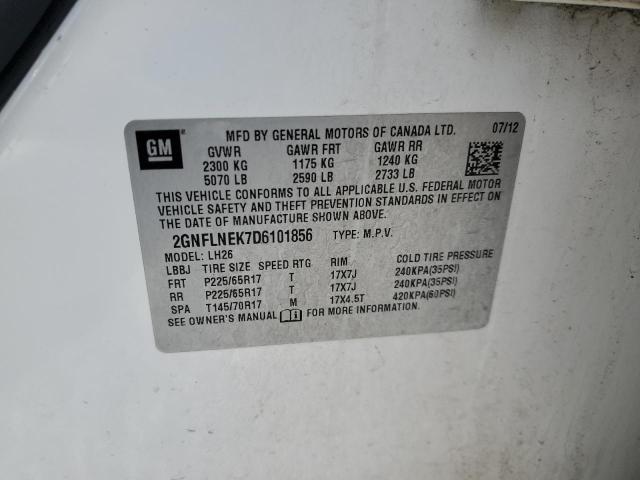 GM ® MFD BY GENERAL MOTORS OF CANADA LTD. 07/12
GVWR GAWR FRT GAWR RR
2300 KG 1175 KG 1240 KG
5070 LB 2590 LB 2733 LB
THIS VEHICLE CONFORMS TO ALL APPLICABLE U.S. FEDERAL MOTOR
VEHICLE SAFETY AND THEFT PREVENTION STANDARDS IN EFFECT ON
THE DATE OF MANUFACTURE SHOWN ABOVE.
2GNFLNEK7D6101856 TYPE: M.P.V.
MODEL: LH26
LBBJ TIRE SIZE SPEED RTG RIM COLD TIRE PRESSURE
FRT P225/65R17 T 17X7J 240KPA(35PSI)
RR P225/65R17 T 17X7J 240KPA(35PSI)
SPA T145/70R17 M 17X4.5T 420KPA(60PSI)
SEE OWNER'S MANUAL FOR MORE INFORMATION.